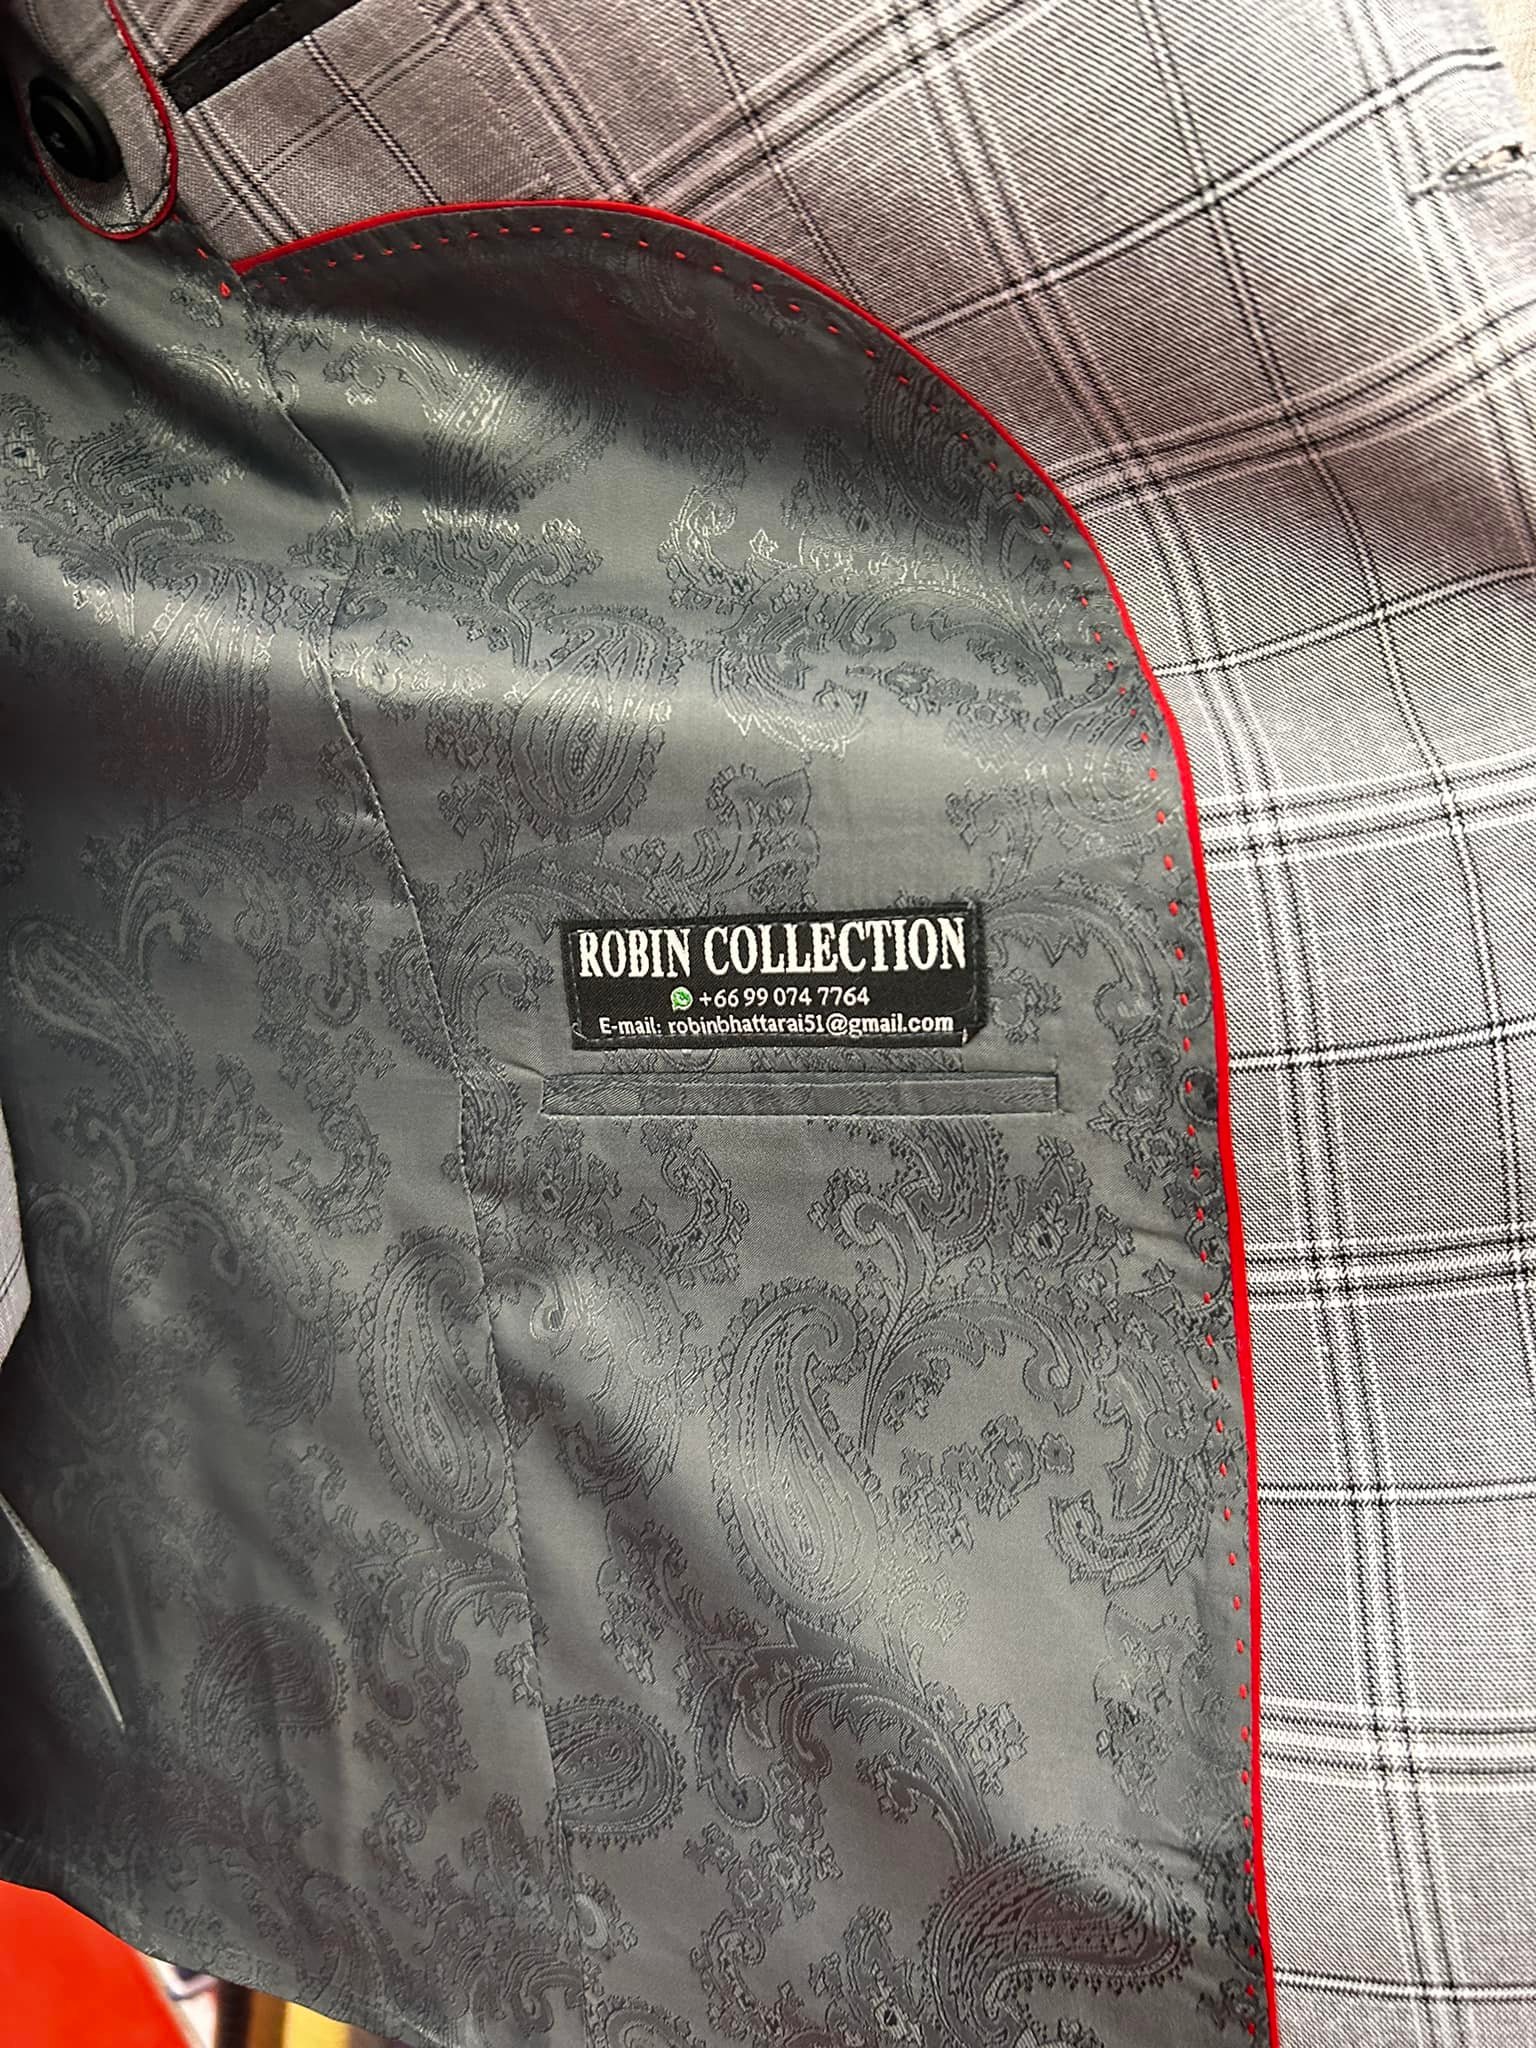 ROBIN COLLECTION
+66 99 074 7764
E-mail: robinbhattarai51@gmail.com